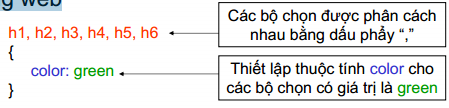 g web
h1, h2, h3, h4, h5, h6
{
color: green
}
Các bộ chọn được phân cách
nhau bằng dấu phẩy “,”
Thiết lập thuộc tính color cho
các bộ chọn có giá trị là green